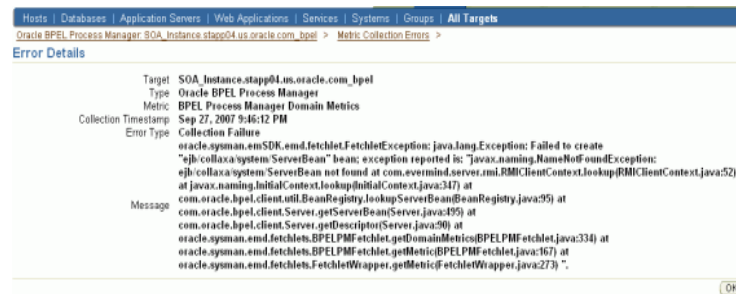 Hosts | Databases | Application Servers | Web Applications | Services | Systems | Groups | All Targets
Oracle BPEL Process Manager: SOA_Instance.stapp04.us.oracle.com_bpel > Metric Collection Errors >
Error Details
Target SOA_Instance.stapp04.us.oracle.com_bpel
Type Oracle BPEL Process Manager
Metric BPEL Process Manager Domain Metrics
Collection Timestamp Sep 27, 2007 9:46:12 PM
Error Type Collection Failure
Message oracle.sysman.emSDK.emd.fetchlet.FetchletException: java.lang.Exception: Failed to create
"ejb/collaxa/system/ServerBean" bean; exception reported is: "javax.naming.NameNotFoundException:
ejb/collaxa/system/ServerBean not found at com.evermind.server.rmi.RMIClientContext.lookup(RMIClientContext.java:52)
at javax.naming.InitialContext.lookup(InitialContext.java:347) at
com.oracle.bpel.client.util.BeanRegistry.lookupServerBean(BeanRegistry.java:95) at
com.oracle.bpel.client.Server.getServerBean(Server.java:495) at
com.oracle.bpel.client.Server.getDescriptor(Server.java:90) at
oracle.sysman.emd.fetchlets.BPELPMFetchlet.getDomainMetrics(BPELPMFetchlet.java:334) at
oracle.sysman.emd.fetchlets.BPELPMFetchlet.getMetric(BPELPMFetchlet.java:167) at
oracle.sysman.emd.fetchlets.FetchletWrapper.getMetric(FetchletWrapper.java:273) ".
OK